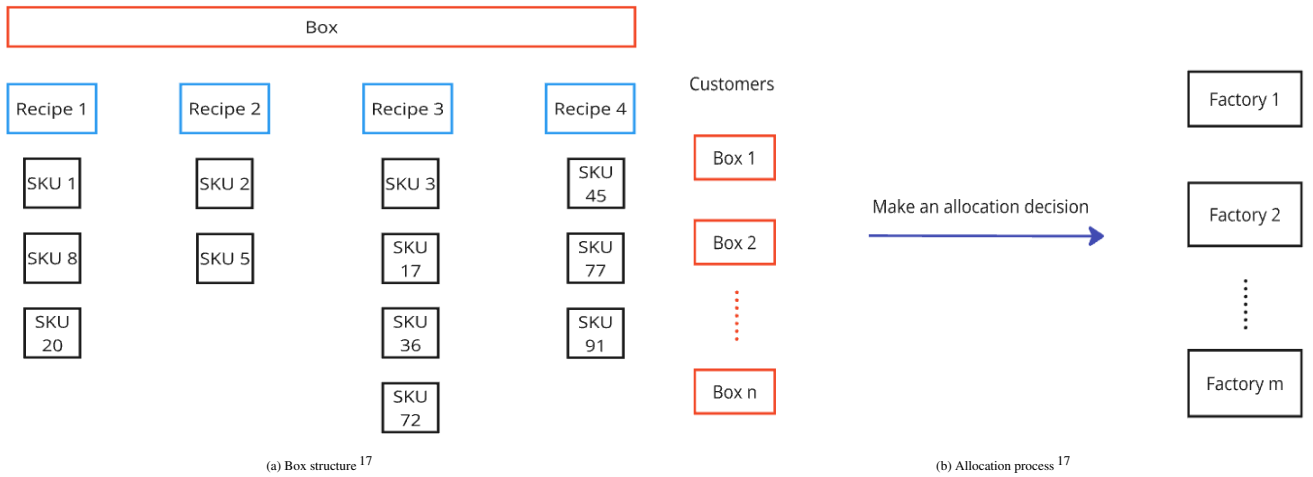 Box
Recipe 1
Recipe 2
Recipe 3
Recipe 4
SKU 1
SKU 2
SKU 3
SKU
45
SKU 8
SKU 5
SKU
17
SKU
77
SKU
20
SKU
36
SKU
91
SKU
72
(a) Box structure 17
Customers
Box 1
Box 2
Box n
Make an allocation decision
Factory 1
Factory 2
Factory m
(b) Allocation process 17